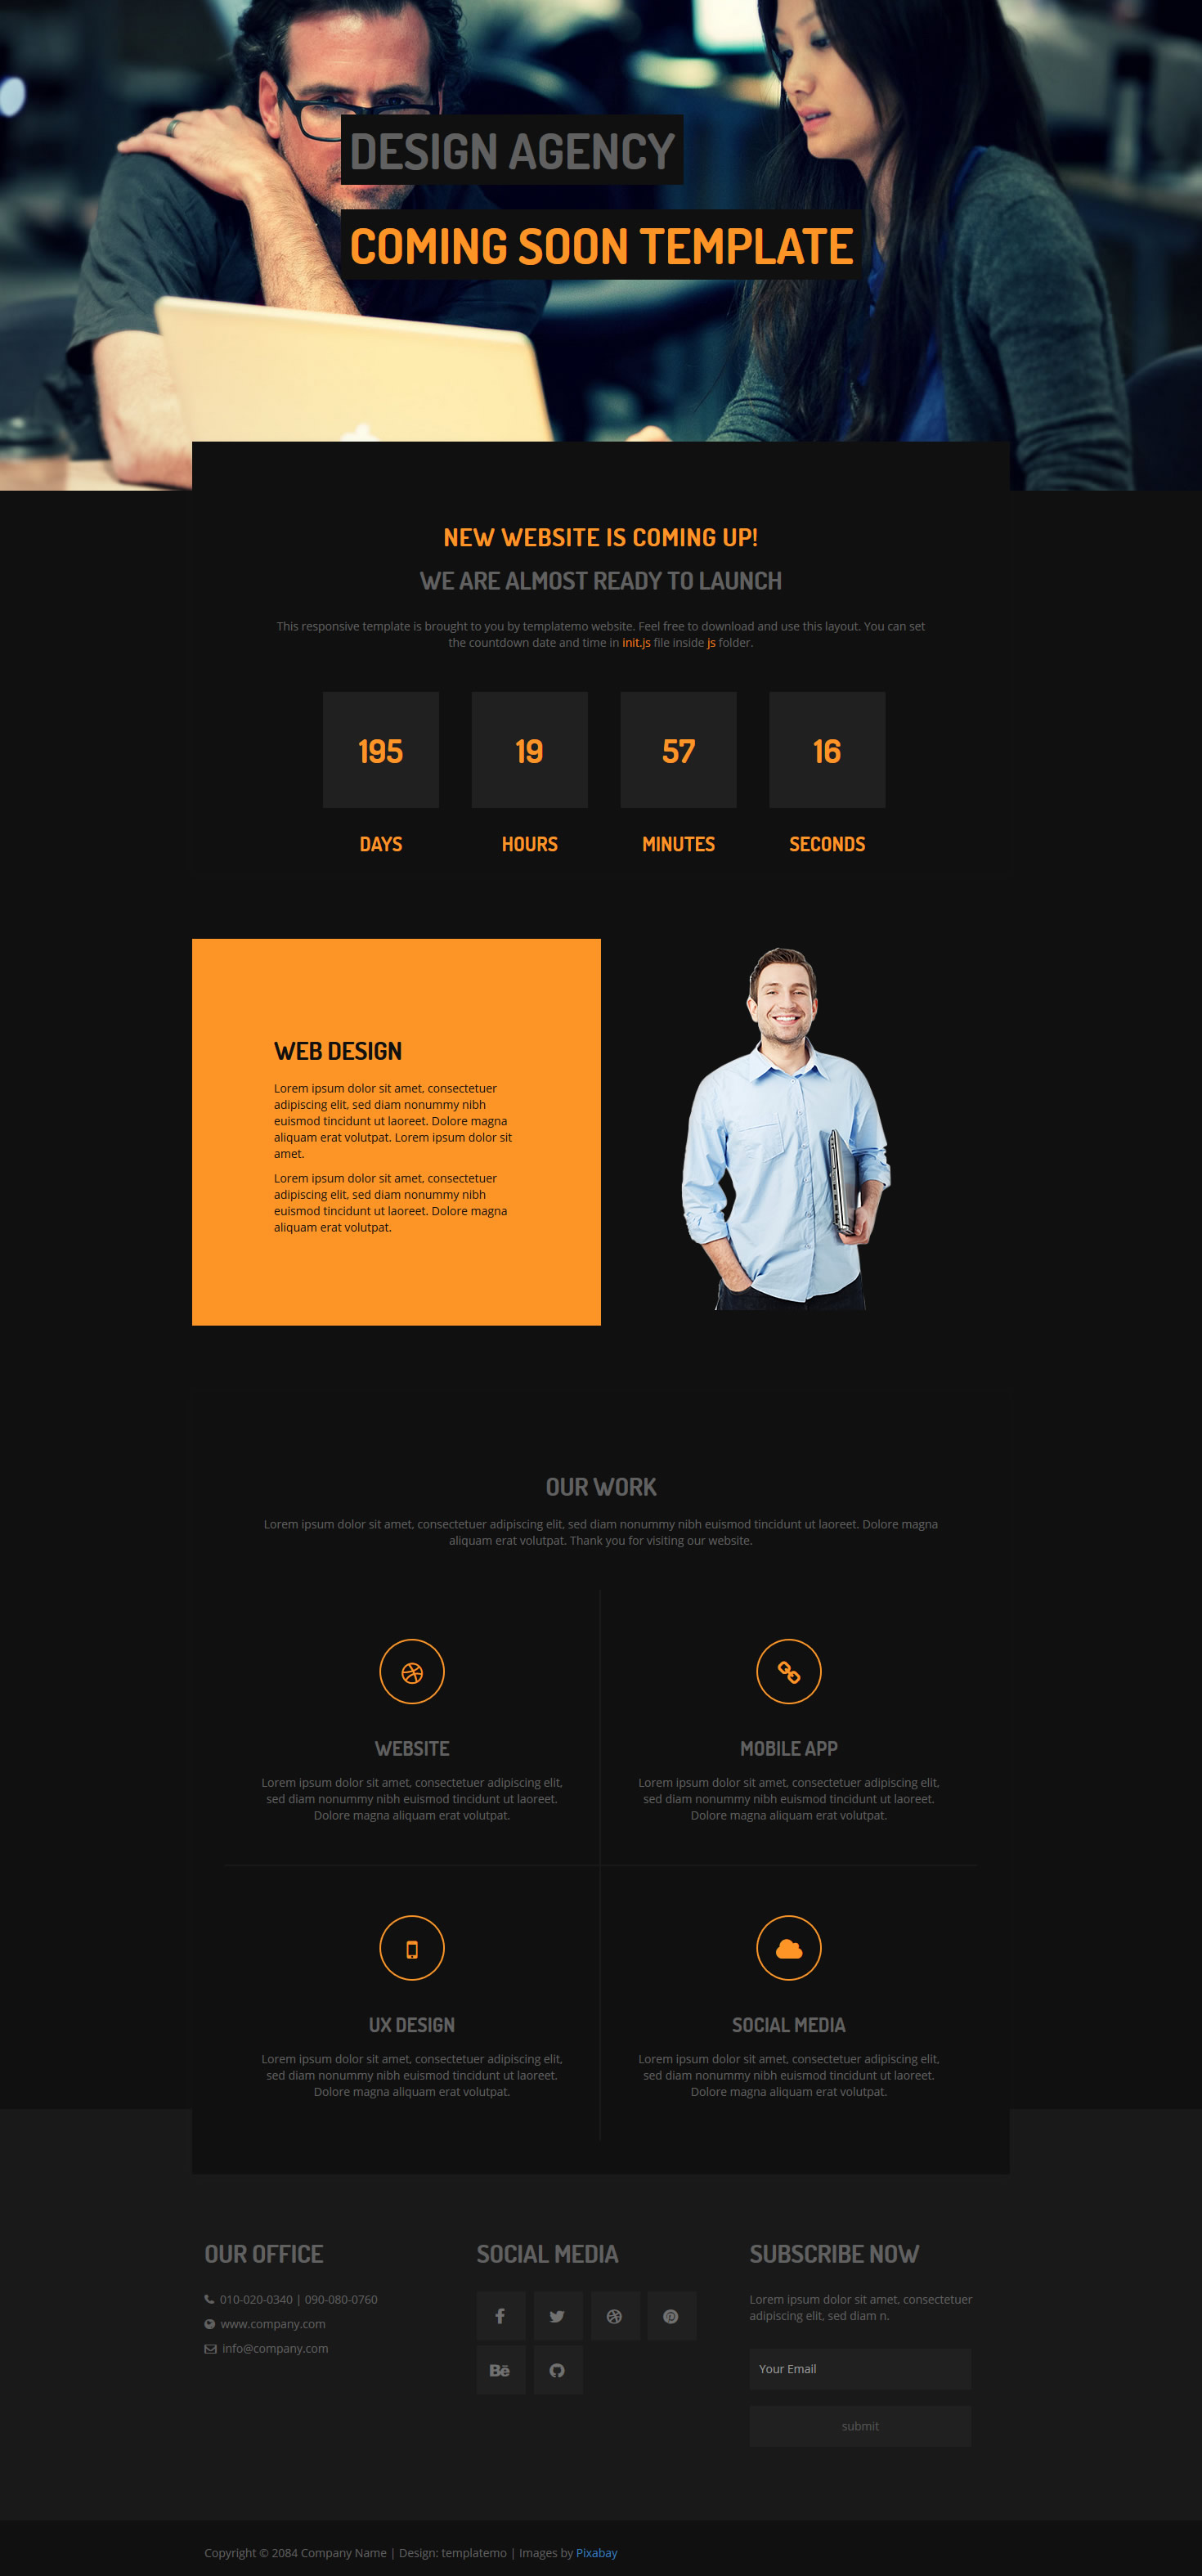 DESIGN AGENCY
COMING SOON TEMPLATE
NEW WEBSITE IS COMING UP!
WE ARE ALMOST READY TO LAUNCH
This responsive template is brought to you by templatemo website. Feel free to download and use this layout. You can set
the countdown date and time in init.js file inside js folder.
195 19 57 16
DAYS HOURS MINUTES SECONDS
WEB DESIGN
Lorem ipsum dolor sit amet, consectetuer
adipiscing elit, sed diam nonummy nibh
euismod tincidunt ut laoreet. Dolore magna
aliquam erat volutpat. Lorem ipsum dolor sit
amet.
Lorem ipsum dolor sit amet, consectetuer
adipiscing elit, sed diam nonummy nibh
euismod tincidunt ut laoreet. Dolore magna
aliquam erat volutpat.
OUR WORK
Lorem ipsum dolor sit amet, consectetuer adipiscing elit, sed diam nonummy nibh euismod tincidunt ut laoreet. Dolore magna
aliquam erat volutpat. Thank you for visiting our website.
WEBSITE
Lorem ipsum dolor sit amet, consectetuer adipiscing elit,
sed diam nonummy nibh euismod tincidunt ut laoreet.
Dolore magna aliquam erat volutpat.
MOBILE APP
Lorem ipsum dolor sit amet, consectetuer adipiscing elit,
sed diam nonummy nibh euismod tincidunt ut laoreet.
Dolore magna aliquam erat volutpat.
UX DESIGN
Lorem ipsum dolor sit amet, consectetuer adipiscing elit,
sed diam nonummy nibh euismod tincidunt ut laoreet.
Dolore magna aliquam erat volutpat.
SOCIAL MEDIA
Lorem ipsum dolor sit amet, consectetuer adipiscing elit,
sed diam nonummy nibh euismod tincidunt ut laoreet.
Dolore magna aliquam erat volutpat.
OUR OFFICE
010-020-0340 | 090-080-0760
www.company.com
info@company.com
SOCIAL MEDIA
SUBSCRIBE NOW
Lorem ipsum dolor sit amet, consectetuer
adipiscing elit, sed diam n.
Your Email
submit
Copyright © 2084 Company Name | Design: templatemo | Images by Pixabay